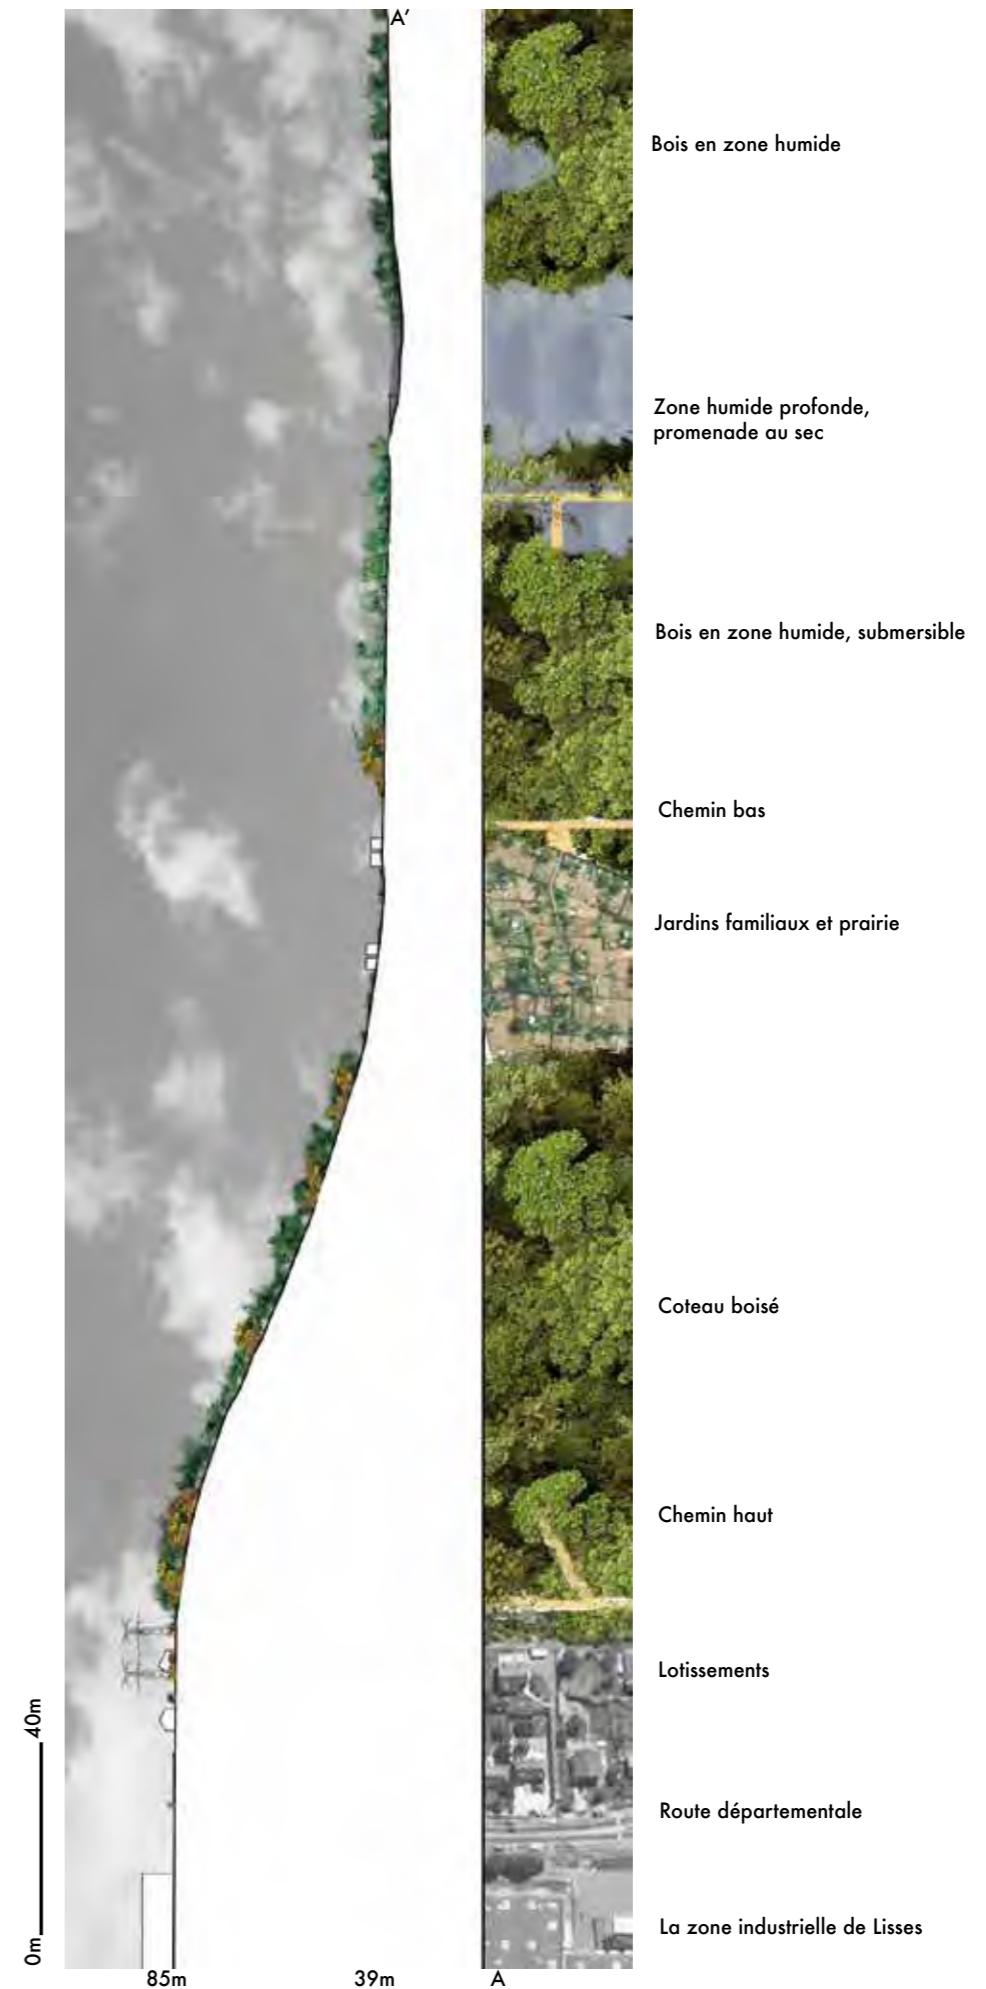 A’
Bois en zone humide
Zone humide profonde,
promenade au sec
Bois en zone humide, submersible
Chemin bas
Jardins familiaux et prairie
Coteau boisé
Chemin haut
Lotissements
40m
Route départementale
La zone industrielle de Lisses
0m
85m
39m
A